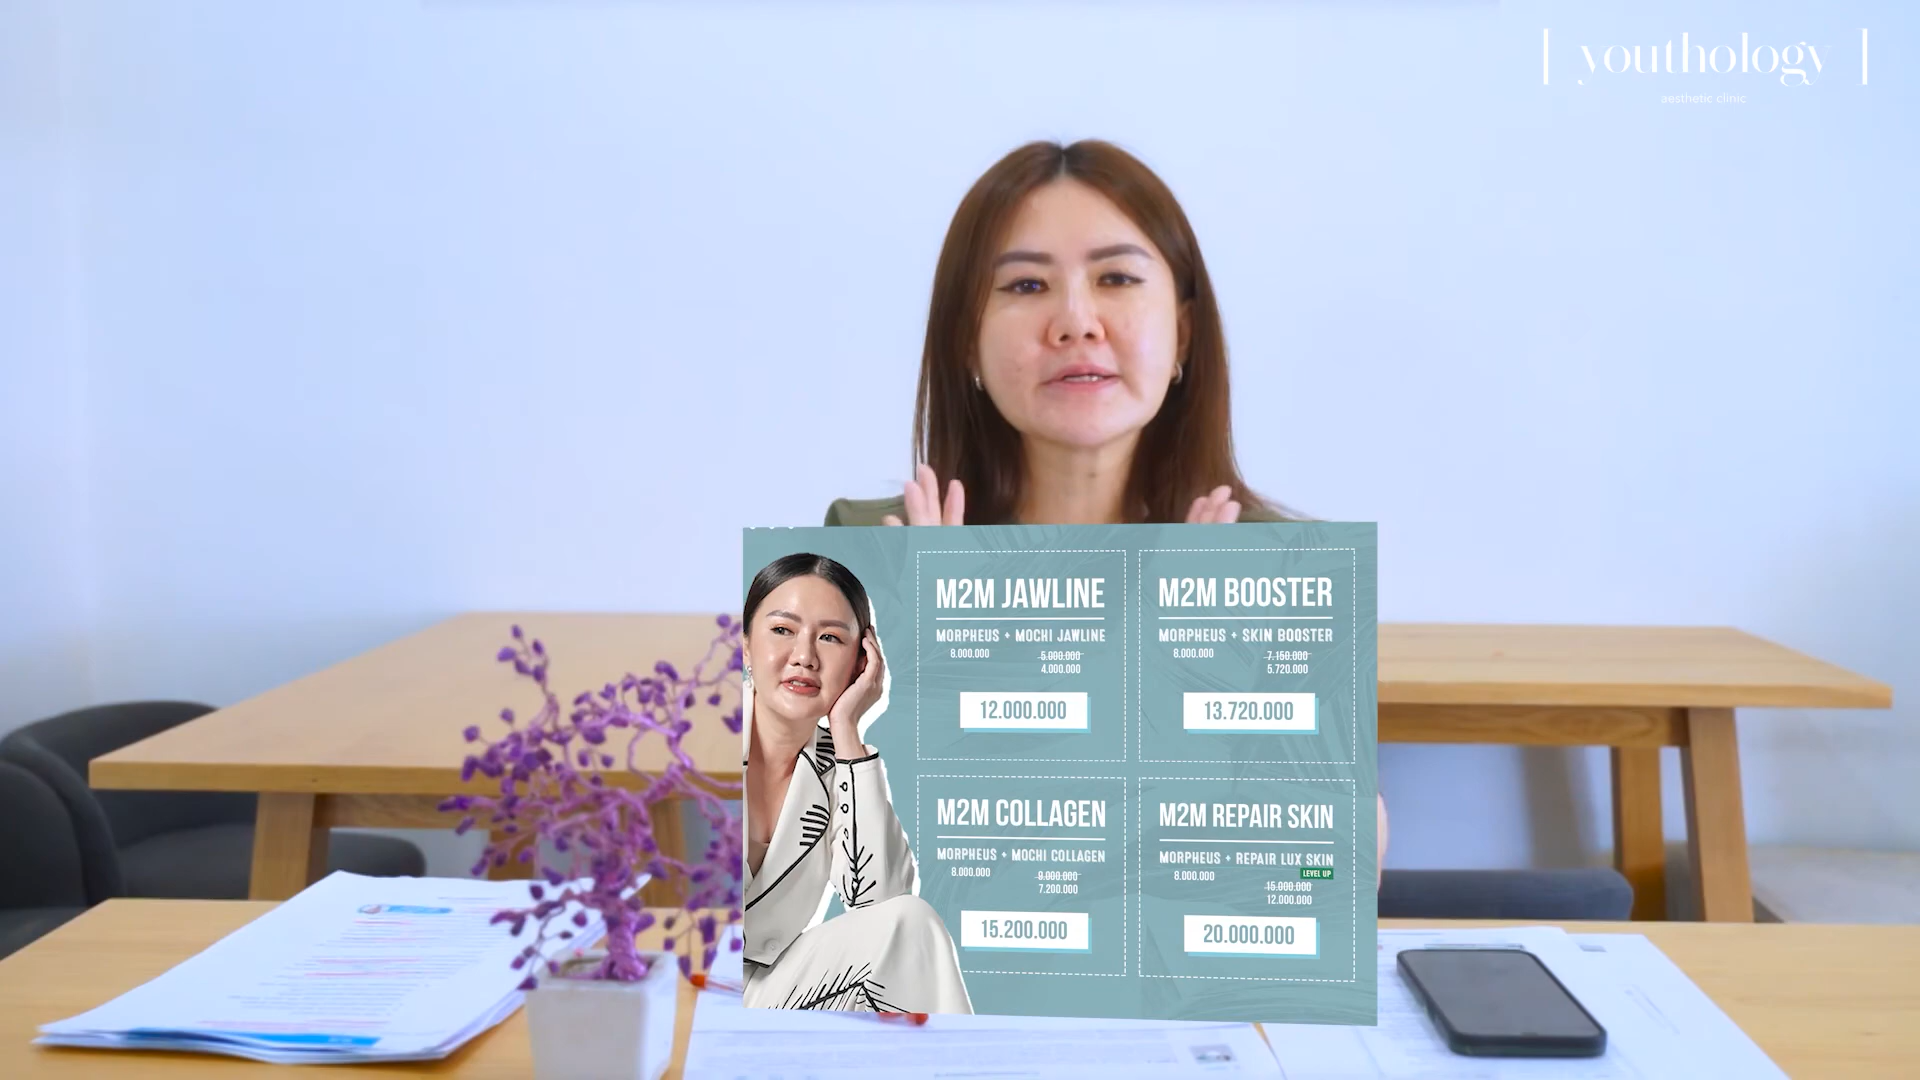 [ youthology ]
aesthetic clinic
M2M JAWLINE
MORPHEUS + MOCHI JAWLINE
8.000.000
5.000.000
4.000.000
12.000.000
M2M BOOSTER
MORPHEUS + SKIN BOOSTER
8.000.000
7.150.000
5.720.000
13.720.000
M2M COLLAGEN
MORPHEUS + MOCHI COLLAGEN
8.000.000
9.000.000
7.200.000
15.200.000
M2M REPAIR SKIN
MORPHEUS + REPAIR LUX SKIN
LEVEL UP
8.000.000
15.000.000
12.000.000
20.000.000